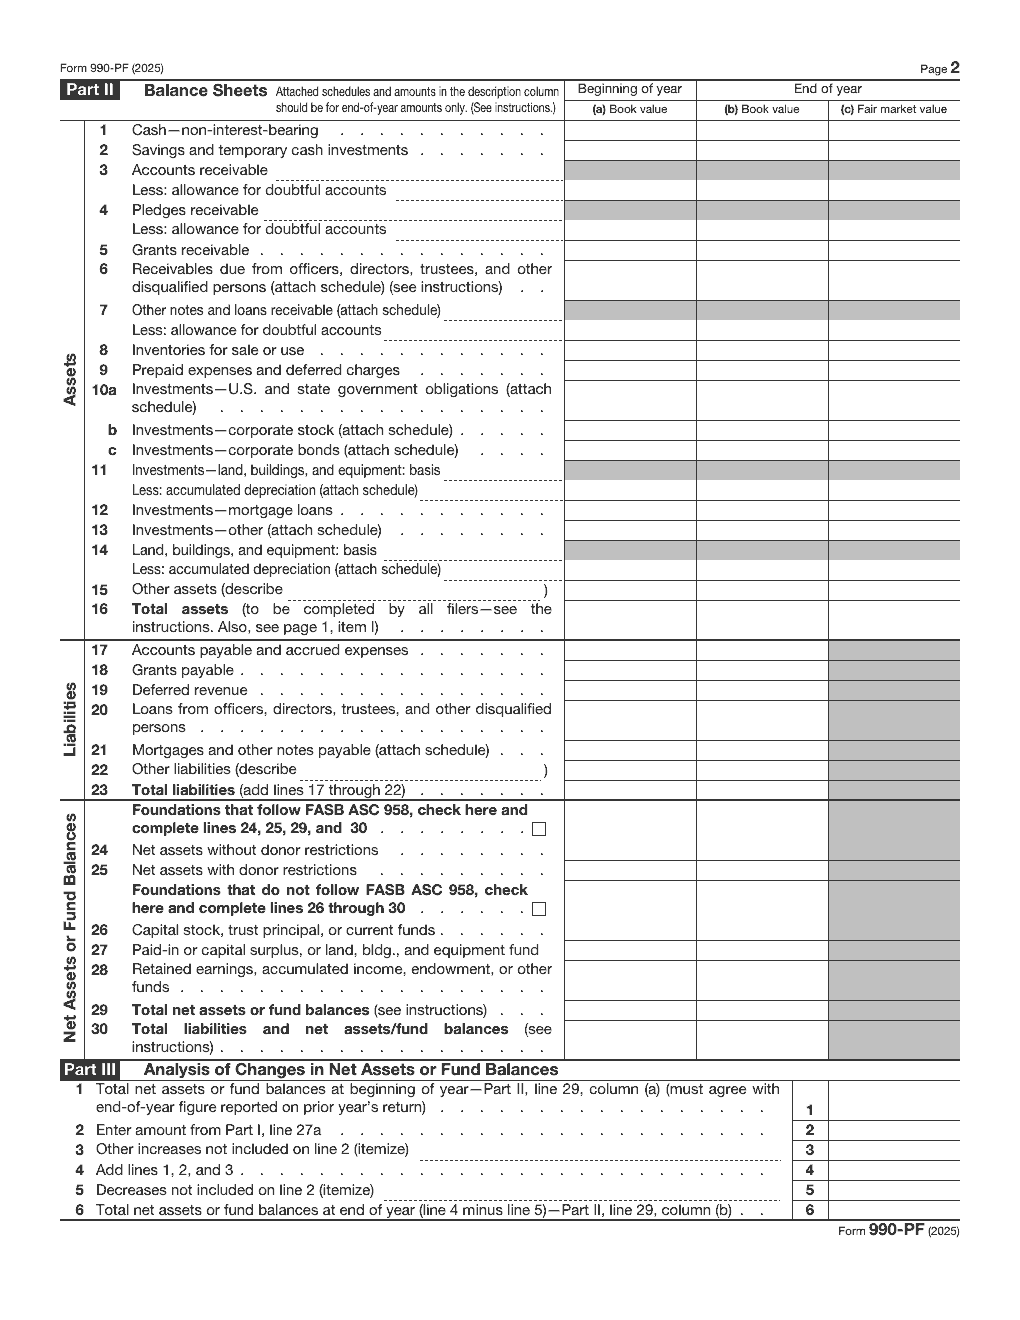 Form 990-PF (2025) Page 2
Part II Balance Sheets Attached schedules and amounts in the description column should be for end-of-year amounts only. (See instructions.)
Beginning of year End of year
(a) Book value (b) Book value (c) Fair market value
Assets
1 Cash—non-interest-bearing . . . . . . . . . . .
2 Savings and temporary cash investments . . . . . . .
3 Accounts receivable
Less: allowance for doubtful accounts
4 Pledges receivable
Less: allowance for doubtful accounts
5 Grants receivable . . . . . . . . . . . . . . .
6 Receivables due from officers, directors, trustees, and other
disqualified persons (attach schedule) (see instructions) . .
7 Other notes and loans receivable (attach schedule)
Less: allowance for doubtful accounts
8 Inventories for sale or use . . . . . . . . . . . .
9 Prepaid expenses and deferred charges . . . . . . .
10a Investments—U.S. and state government obligations (attach
schedule) . . . . . . . . . . . . . . . . .
b Investments—corporate stock (attach schedule) . . . . .
c Investments—corporate bonds (attach schedule) . . . .
11 Investments—land, buildings, and equipment: basis
Less: accumulated depreciation (attach schedule)
12 Investments—mortgage loans . . . . . . . . . . .
13 Investments—other (attach schedule) . . . . . . . .
14 Land, buildings, and equipment: basis
Less: accumulated depreciation (attach schedule)
15 Other assets (describe )
16 Total assets (to be completed by all filers—see the
instructions. Also, see page 1, item I) . . . . . . . .
Liabilities
17 Accounts payable and accrued expenses . . . . . . .
18 Grants payable . . . . . . . . . . . . . . . .
19 Deferred revenue . . . . . . . . . . . . . . .
20 Loans from officers, directors, trustees, and other disqualified
persons . . . . . . . . . . . . . . . . . .
21 Mortgages and other notes payable (attach schedule) . . .
22 Other liabilities (describe )
23 Total liabilities (add lines 17 through 22) . . . . . . .
Net Assets or Fund Balances
Foundations that follow FASB ASC 958, check here and
complete lines 24, 25, 29, and 30 . . . . . . . .
24 Net assets without donor restrictions . . . . . . . .
25 Net assets with donor restrictions . . . . . . . . .
Foundations that do not follow FASB ASC 958, check
here and complete lines 26 through 30 . . . . . .
26 Capital stock, trust principal, or current funds . . . . . .
27 Paid-in or capital surplus, or land, bldg., and equipment fund
28 Retained earnings, accumulated income, endowment, or other
funds . . . . . . . . . . . . . . . . . . .
29 Total net assets or fund balances (see instructions) . . .
30 Total liabilities and net assets/fund balances (see
instructions) . . . . . . . . . . . . . . . . .
Part III Analysis of Changes in Net Assets or Fund Balances
1 Total net assets or fund balances at beginning of year—Part II, line 29, column (a) (must agree with
end-of-year figure reported on prior year's return) . . . . . . . . . . . . . . . . . 1
2 Enter amount from Part I, line 27a . . . . . . . . . . . . . . . . . . . . . . 2
3 Other increases not included on line 2 (itemize) 3
4 Add lines 1, 2, and 3 . . . . . . . . . . . . . . . . . . . . . . . . . . . 4
5 Decreases not included on line 2 (itemize) 5
6 Total net assets or fund balances at end of year (line 4 minus line 5)—Part II, line 29, column (b) . . 6
Form 990-PF (2025)